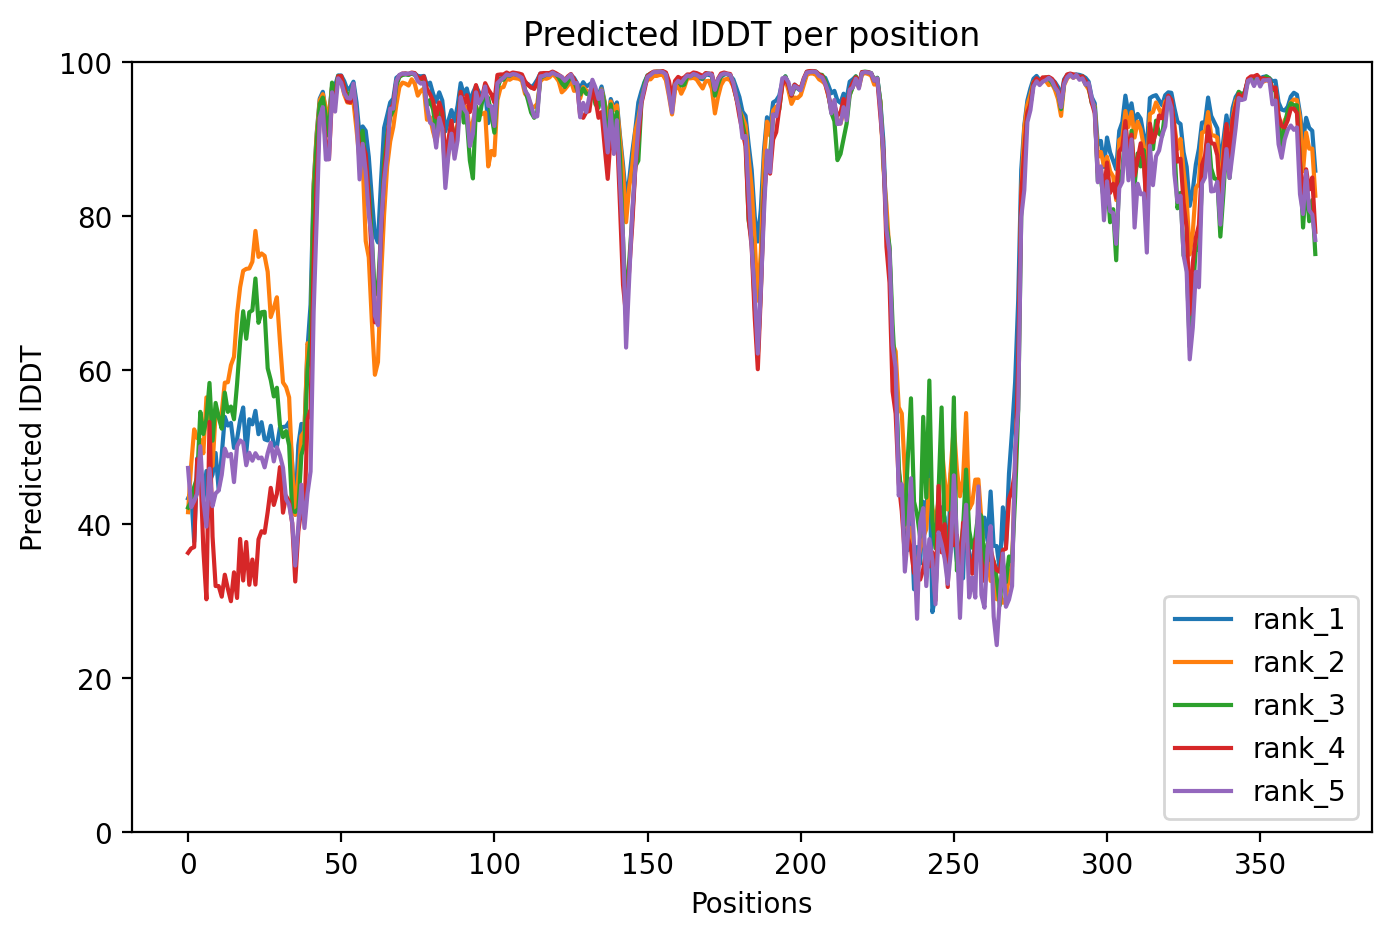 Predicted lDDT per position
100
80
60
40
20
0
Predicted lDDT
0 50 100 150 200 250 300 350
Positions
rank_1
rank_2
rank_3
rank_4
rank_5